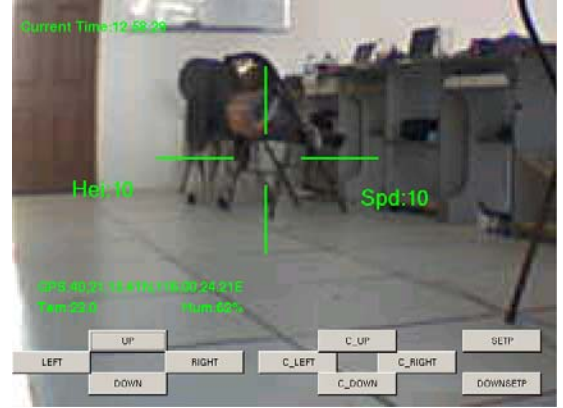 Current Time:12:58:29
Hei:10
Spd:10
Tem:23.0 Hum:62%
UP C_UP SETP
LEFT RIGHT C_LEFT C_RIGHT
DOWN C_DOWN DOWNSETP